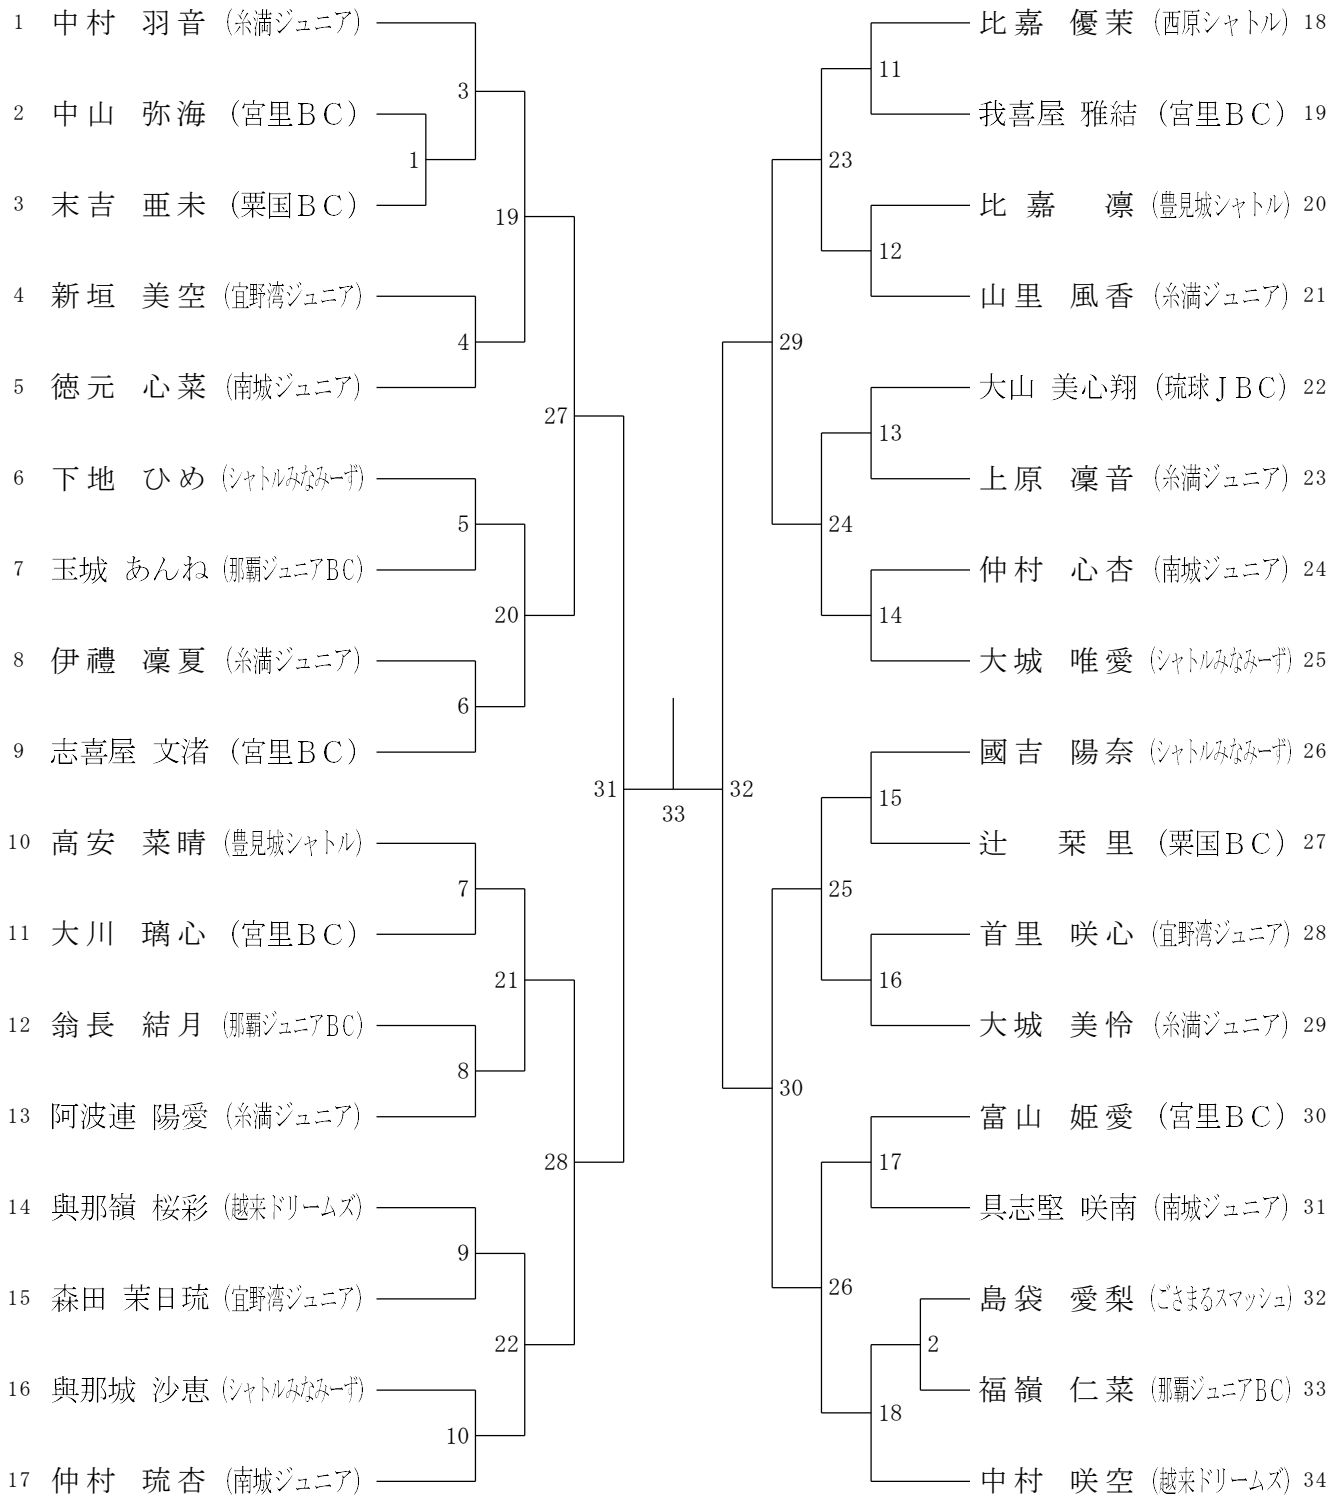 1 中村 羽音 (糸満ジュニア)
2 中山 弥海 (宮里BC)
3 末吉 亜未 (粟国BC)
4 新垣 美空 (宜野湾ジュニア)
5 徳元 心菜 (南城ジュニア)
6 下地 ひめ (シャトルみなみーず)
7 玉城 あんね (那覇ジュニアBC)
8 伊禮 凜夏 (糸満ジュニア)
9 志喜屋 文渚 (宮里BC)
10 高安 菜晴 (豊見城シャトル)
11 大川 璃心 (宮里BC)
12 翁長 結月 (那覇ジュニアBC)
13 阿波連 陽愛 (糸満ジュニア)
14 與那嶺 桜彩 (越来ドリームズ)
15 森田 茉日琉 (宜野湾ジュニア)
16 與那城 沙恵 (シャトルみなみーず)
17 仲村 琉杏 (南城ジュニア)
1
3
4
5
6
7
8
9
10
19
20
21
22
27
28
31
33
32
29
30
23
24
25
26
11
12
13
14
15
16
17
2
18
比嘉 優茉 (西原シャトル) 18
我喜屋 雅結 (宮里BC) 19
比嘉 凛 (豊見城シャトル) 20
山里 風香 (糸満ジュニア) 21
大山 美心翔 (琉球JBC) 22
上原 凜音 (糸満ジュニア) 23
仲村 心杏 (南城ジュニア) 24
大城 唯愛 (シャトルみなみーず) 25
國吉 陽奈 (シャトルみなみーず) 26
辻 栞里 (粟国BC) 27
首里 咲心 (宜野湾ジュニア) 28
大城 美怜 (糸満ジュニア) 29
富山 姫愛 (宮里BC) 30
具志堅 咲南 (南城ジュニア) 31
島袋 愛梨 (ごさまるスマッシュ) 32
福嶺 仁菜 (那覇ジュニアBC) 33
中村 咲空 (越来ドリームズ) 34